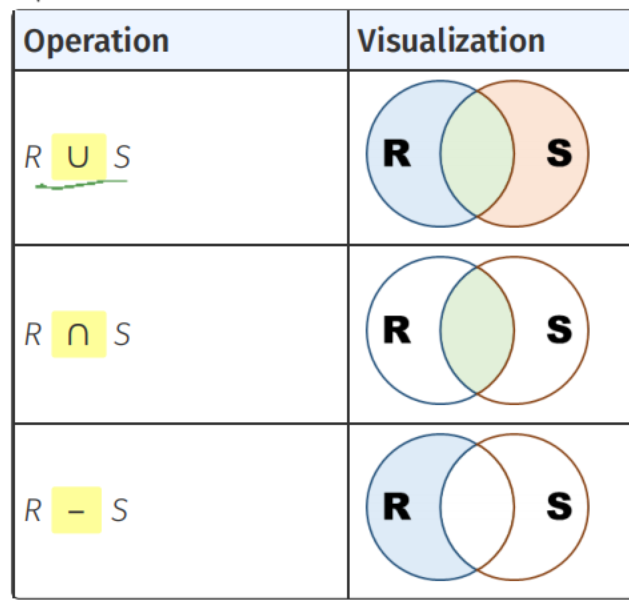 Operation Visualization
R ∪ S R S
R ∩ S R S
R − S R S